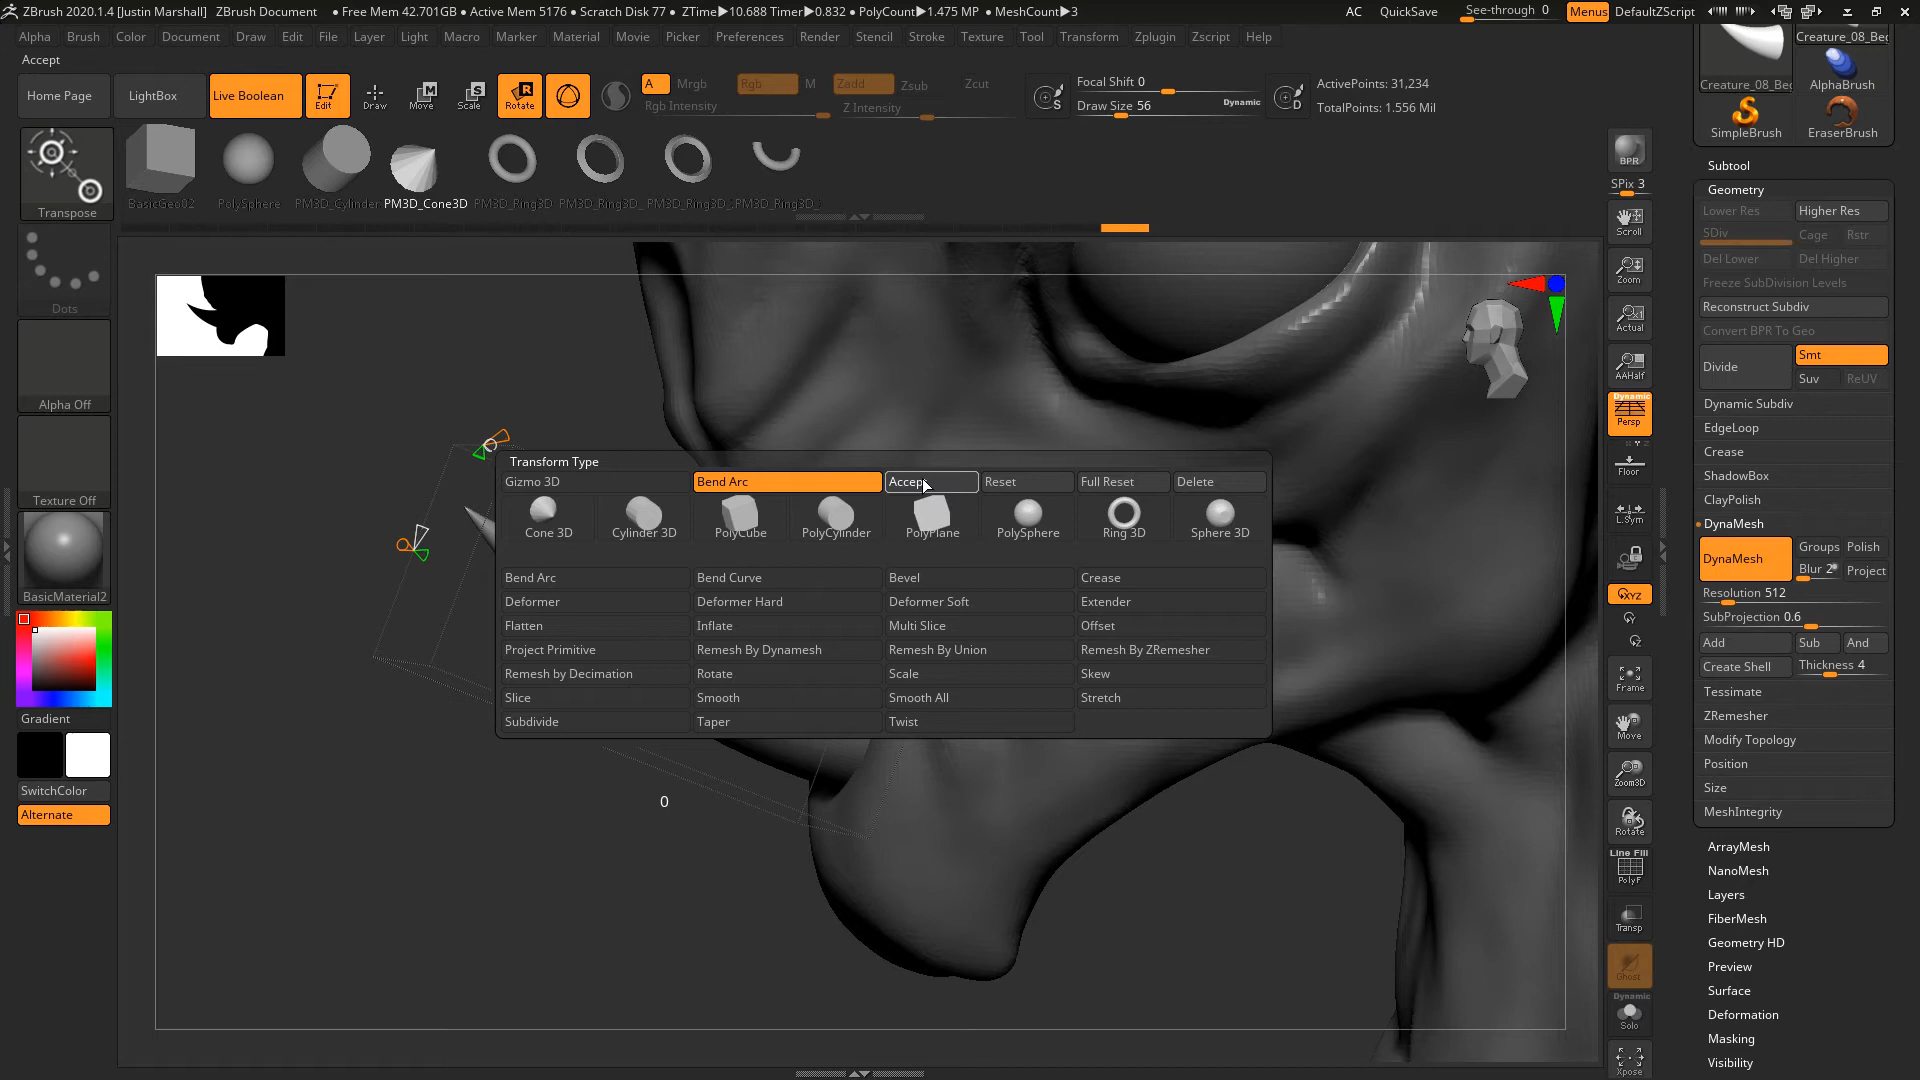 ZBrush 2020.1.4 [Justin Marshall] ZBrush Document • Free Mem 42.701GB • Active Mem 5176 • Scratch Disk 77 • ZTime▶10.688 Timer▶0.832 • PolyCount▶1.475 MP • MeshCount▶3 AC QuickSave See-through 0 Menus DefaultZScript
Alpha Brush Color Document Draw Edit File Layer Light Macro Marker Material Movie Picker Preferences Render Stencil Stroke Texture Tool Transform Zplugin Zscript Help
Accept
Home Page LightBox Live Boolean Edit Draw Move Scale Rotate
A Mrgb Rgb M Zadd Zsub Zcut
Rgb Intensity Z Intensity
Focal Shift 0
Draw Size 56 Dynamic
S D
ActivePoints: 31,234
TotalPoints: 1.556 Mil
BasicGeo02 PolySphere PM3D_Cylinder PM3D_Cone3D PM3D_Ring3D PM3D_Ring3D_ PM3D_Ring3D_ PM3D_Ring3D_
Transpose
Dots
Alpha Off
Texture Off
BasicMaterial2
Gradient
SwitchColor
Alternate
Transform Type
Gizmo 3D Bend Arc Accept Reset Full Reset Delete
Cone 3D Cylinder 3D PolyCube PolyCylinder PolyPlane PolySphere Ring 3D Sphere 3D
Bend Arc Bend Curve Bevel Crease
Deformer Deformer Hard Deformer Soft Extender
Flatten Inflate Multi Slice Offset
Project Primitive Remesh By Dynamesh Remesh By Union Remesh By ZRemesher
Remesh by Decimation Rotate Scale Skew
Slice Smooth Smooth All Stretch
Subdivide Taper Twist
0
BPR
SPix 3
Scroll
Zoom
Actual
AAHalf
Dynamic
Persp
Floor
L.Sym
XYZ
Frame
Move
Zoom3D
Rotate
Line Fill
PolyF
Transp
Ghost
Dynamic
Solo
Xpose
Creature_08_Bec
Creature_08_Bec AlphaBrush
SimpleBrush EraserBrush
Subtool
Geometry
Lower Res Higher Res
SDiv Cage Rstr
Del Lower Del Higher
Freeze SubDivision Levels
Reconstruct Subdiv
Convert BPR To Geo
Divide Smt
Suv ReUV
Dynamic Subdiv
EdgeLoop
Crease
ShadowBox
ClayPolish
DynaMesh
DynaMesh Groups Polish
Blur 2 Project
Resolution 512
SubProjection 0.6
Add Sub And
Create Shell Thickness 4
Tessimate
ZRemesher
Modify Topology
Position
Size
MeshIntegrity
ArrayMesh
NanoMesh
Layers
FiberMesh
Geometry HD
Preview
Surface
Deformation
Masking
Visibility